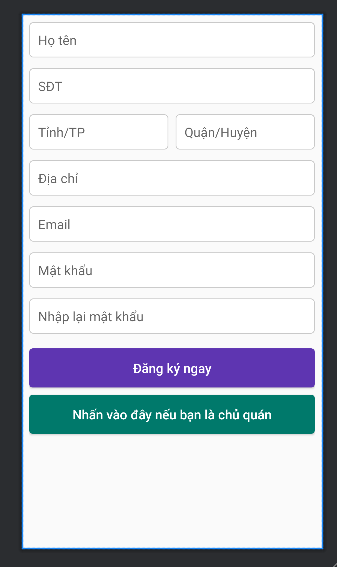 Họ tên
SĐT
Tỉnh/TP
Quận/Huyện
Địa chỉ
Email
Mật khẩu
Nhập lại mật khẩu
Đăng ký ngay
Nhấn vào đây nếu bạn là chủ quán